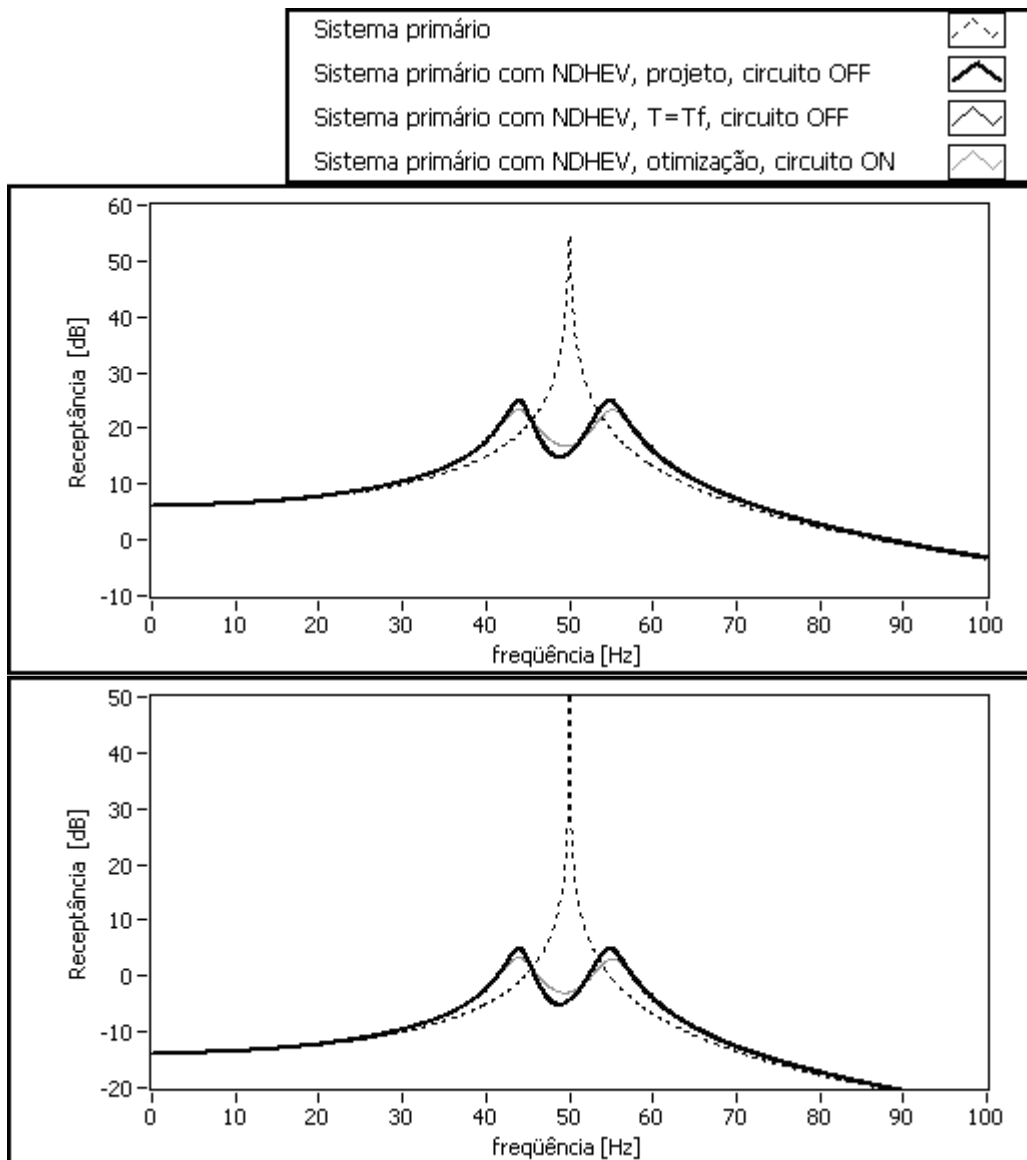 Sistema primário
Sistema primário com NDHEV, projeto, circuito OFF
Sistema primário com NDHEV, T=Tf, circuito OFF
Sistema primário com NDHEV, otimização, circuito ON
60
50
40
30
20
10
0
-10
Receptância [dB]
0 10 20 30 40 50 60 70 80 90 100
freqüência [Hz]
50
40
30
20
10
0
-10
-20
Receptância [dB]
0 10 20 30 40 50 60 70 80 90 100
freqüência [Hz]